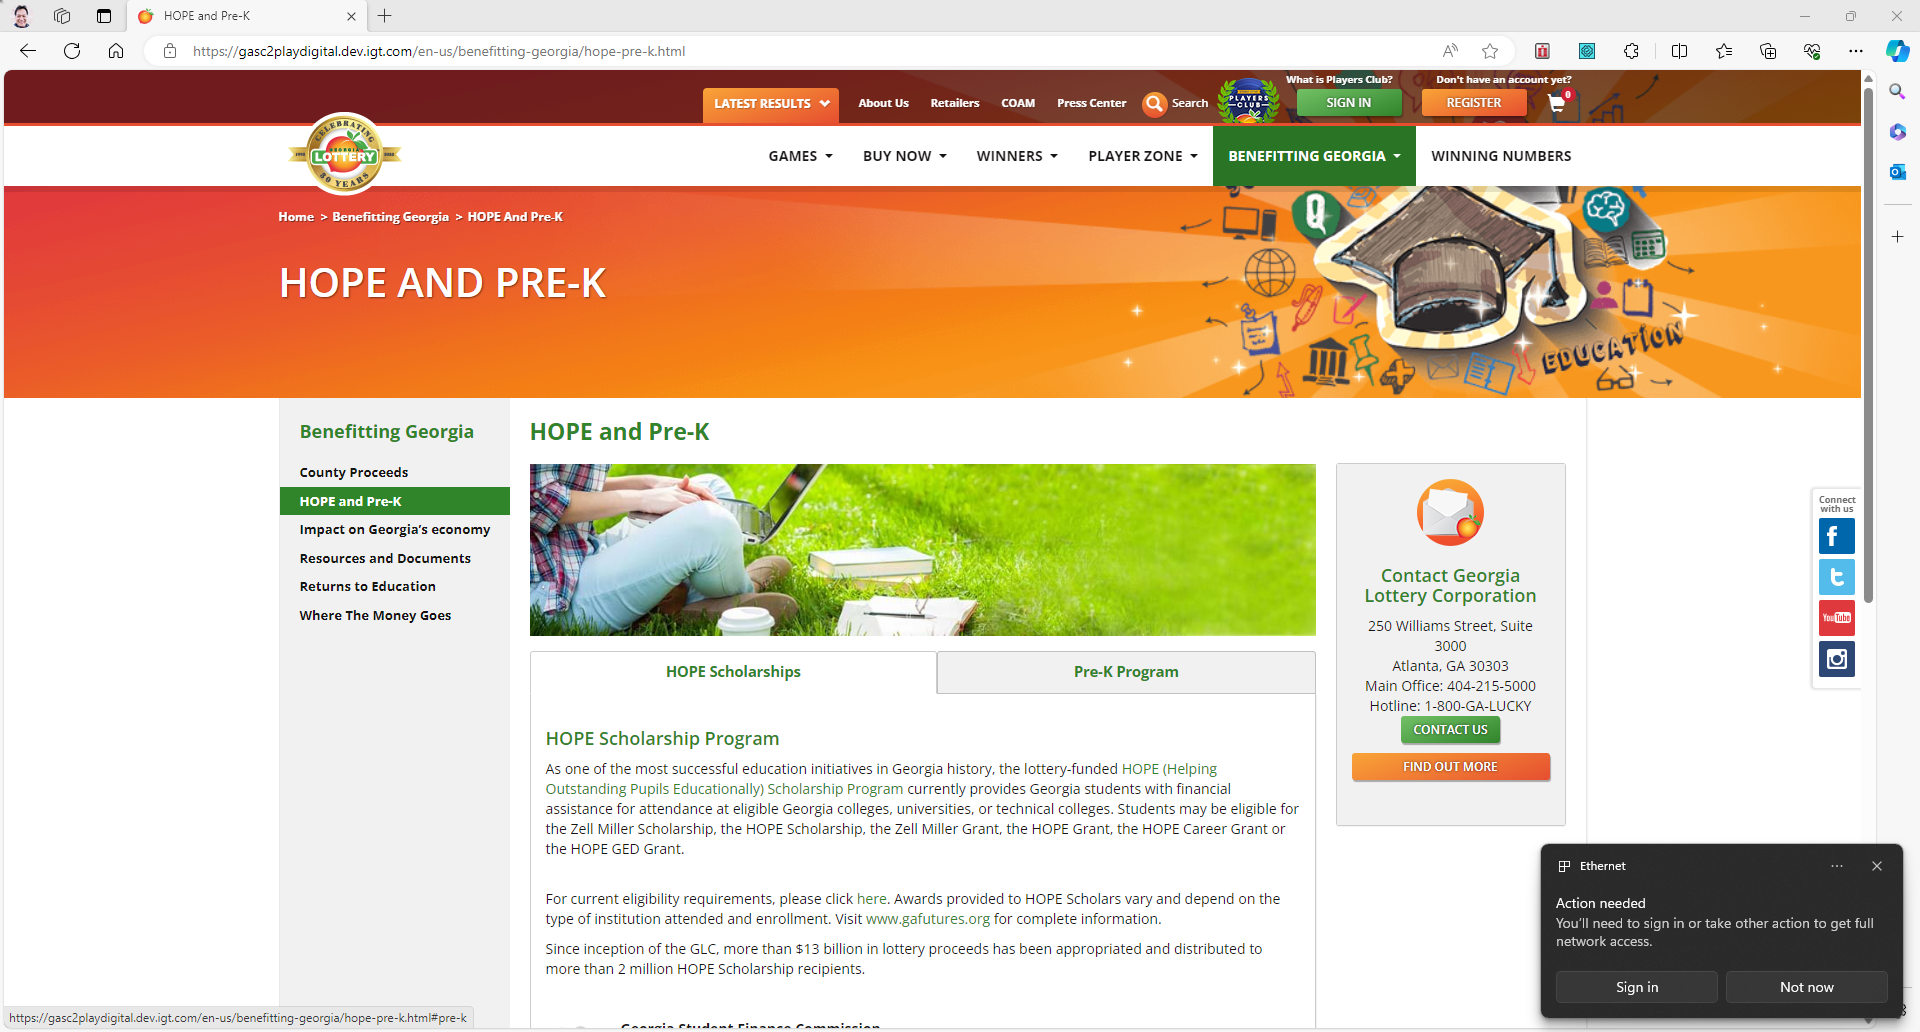 HOPE and Pre-K
https://gasc2playdigital.dev.igt.com/en-us/benefitting-georgia/hope-pre-k.html
What is Players Club?
Don't have an account yet?
LATEST RESULTS
About Us
Retailers
COAM
Press Center
Search
PLAYERS
CLUB
SIGN IN
REGISTER
0
CELEBRATING
GEORGIA
LOTTERY
30 YEARS
GAMES
BUY NOW
WINNERS
PLAYER ZONE
BENEFITTING GEORGIA
WINNING NUMBERS
Home > Benefitting Georgia > HOPE And Pre-K
HOPE AND PRE-K
EDUCATION
Benefitting Georgia
County Proceeds
HOPE and Pre-K
Impact on Georgia's economy
Resources and Documents
Returns to Education
Where The Money Goes
HOPE and Pre-K
HOPE Scholarships
Pre-K Program
HOPE Scholarship Program
As one of the most successful education initiatives in Georgia history, the lottery-funded HOPE (Helping
Outstanding Pupils Educationally) Scholarship Program currently provides Georgia students with financial
assistance for attendance at eligible Georgia colleges, universities, or technical colleges. Students may be eligible for
the Zell Miller Scholarship, the HOPE Scholarship, the Zell Miller Grant, the HOPE Grant, the HOPE Career Grant or
the HOPE GED Grant.
For current eligibility requirements, please click here. Awards provided to HOPE Scholars vary and depend on the
type of institution attended and enrollment. Visit www.gafutures.org for complete information.
Since inception of the GLC, more than $13 billion in lottery proceeds has been appropriated and distributed to
more than 2 million HOPE Scholarship recipients.
Georgia Student Finance Commission
Contact Georgia
Lottery Corporation
250 Williams Street, Suite
3000
Atlanta, GA 30303
Main Office: 404-215-5000
Hotline: 1-800-GA-LUCKY
CONTACT US
FIND OUT MORE
Connect
with us
YouTube
Ethernet
Action needed
You'll need to sign in or take other action to get full
network access.
Sign in
Not now
https://gasc2playdigital.dev.igt.com/en-us/benefitting-georgia/hope-pre-k.html#pre-k